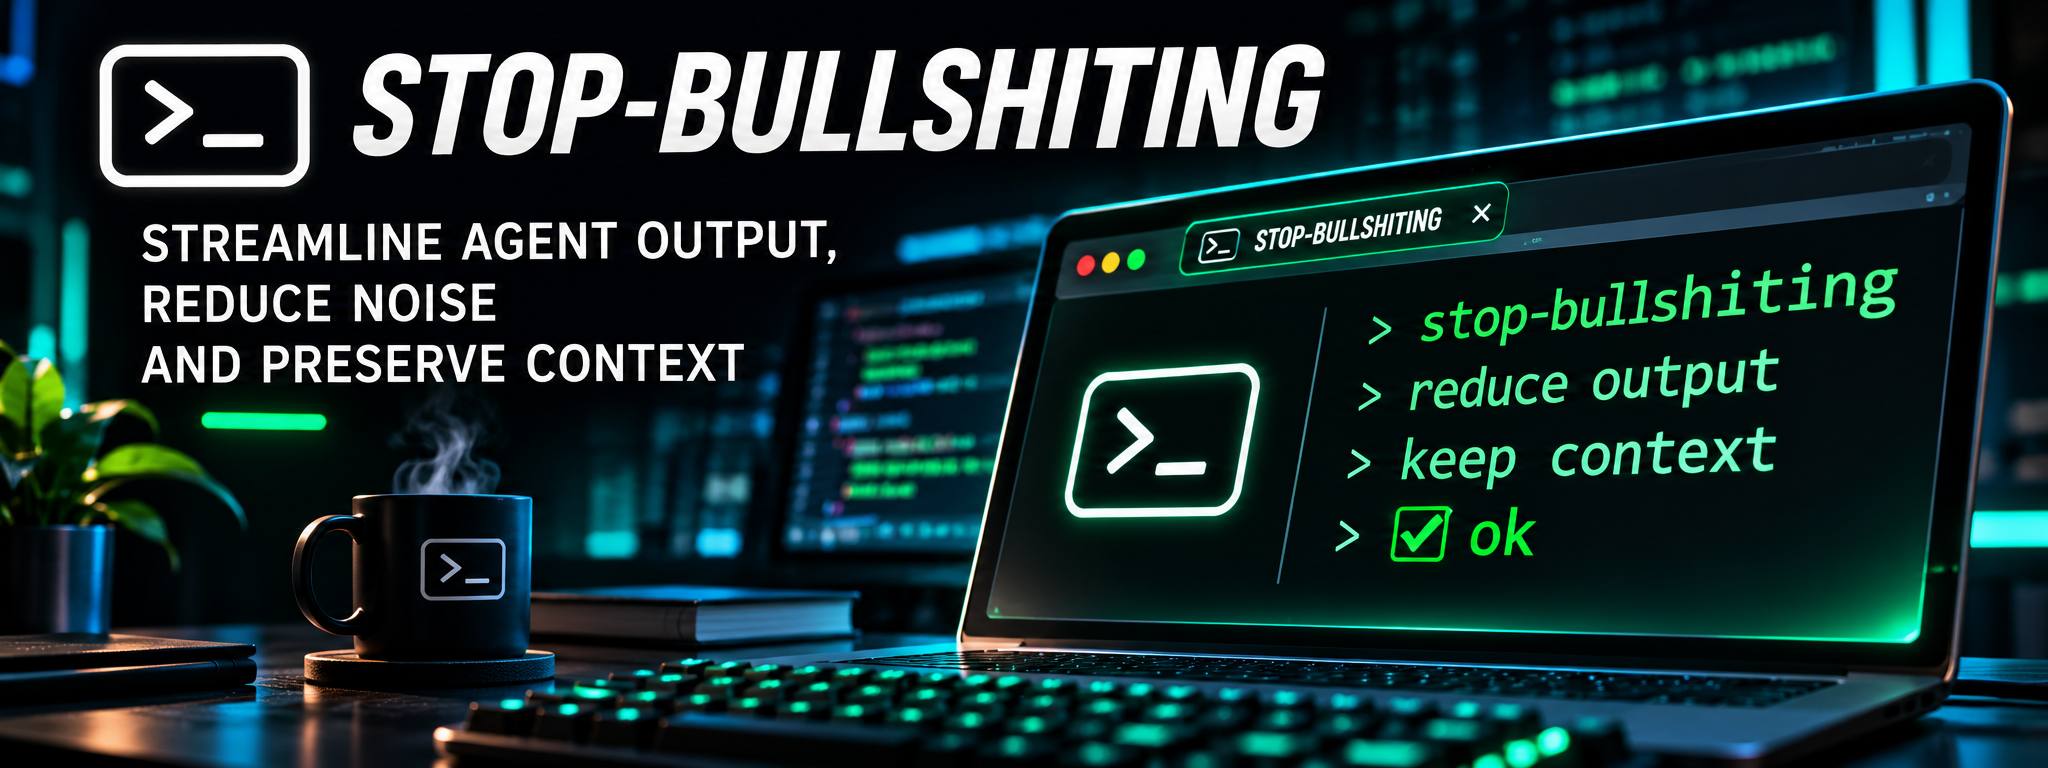 >_ STOP-BULLSHITING
STREAMLINE AGENT OUTPUT,
REDUCE NOISE
AND PRESERVE CONTEXT
>_ STOP-BULLSHITING ×
>_
> stop-bullshiting
> reduce output
> keep context
> ✅ ok
>_